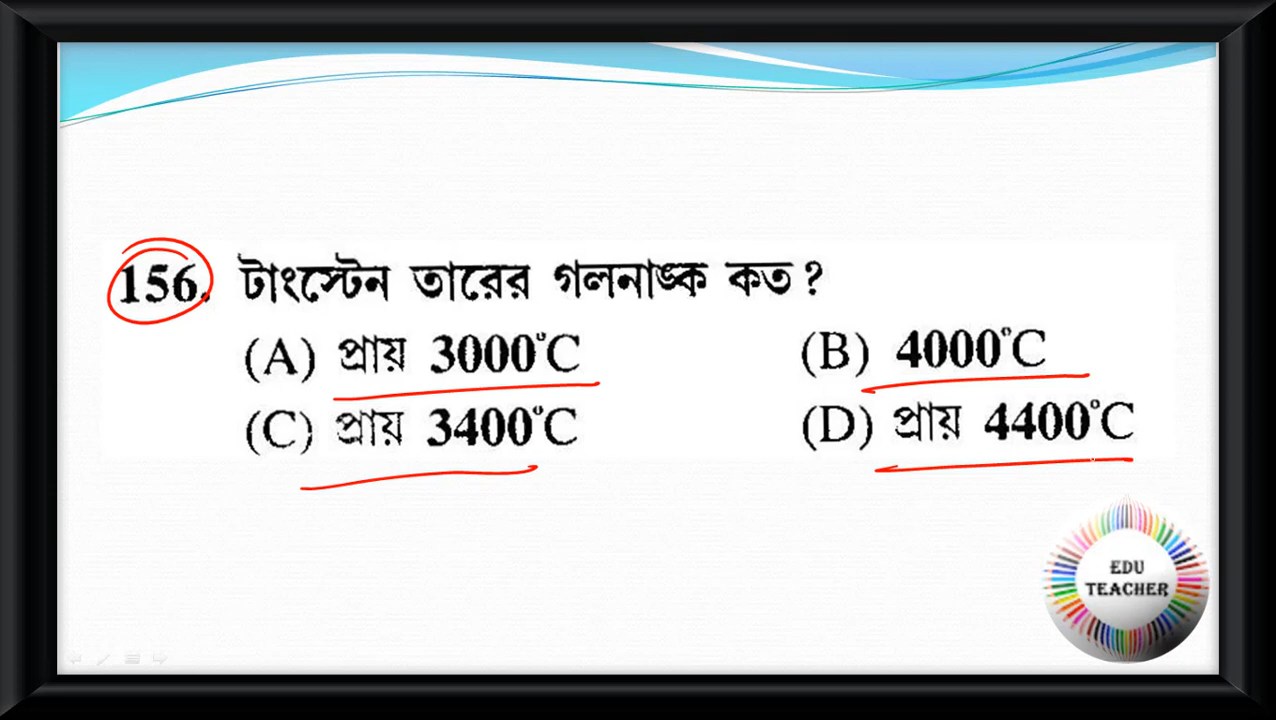 156. টাংস্টেন তারের গলনাঙ্ক কত ?
(A) প্রায় 3000°C (B) 4000°C
(C) প্রায় 3400°C (D) প্রায় 4400°C
EDU
TEACHER